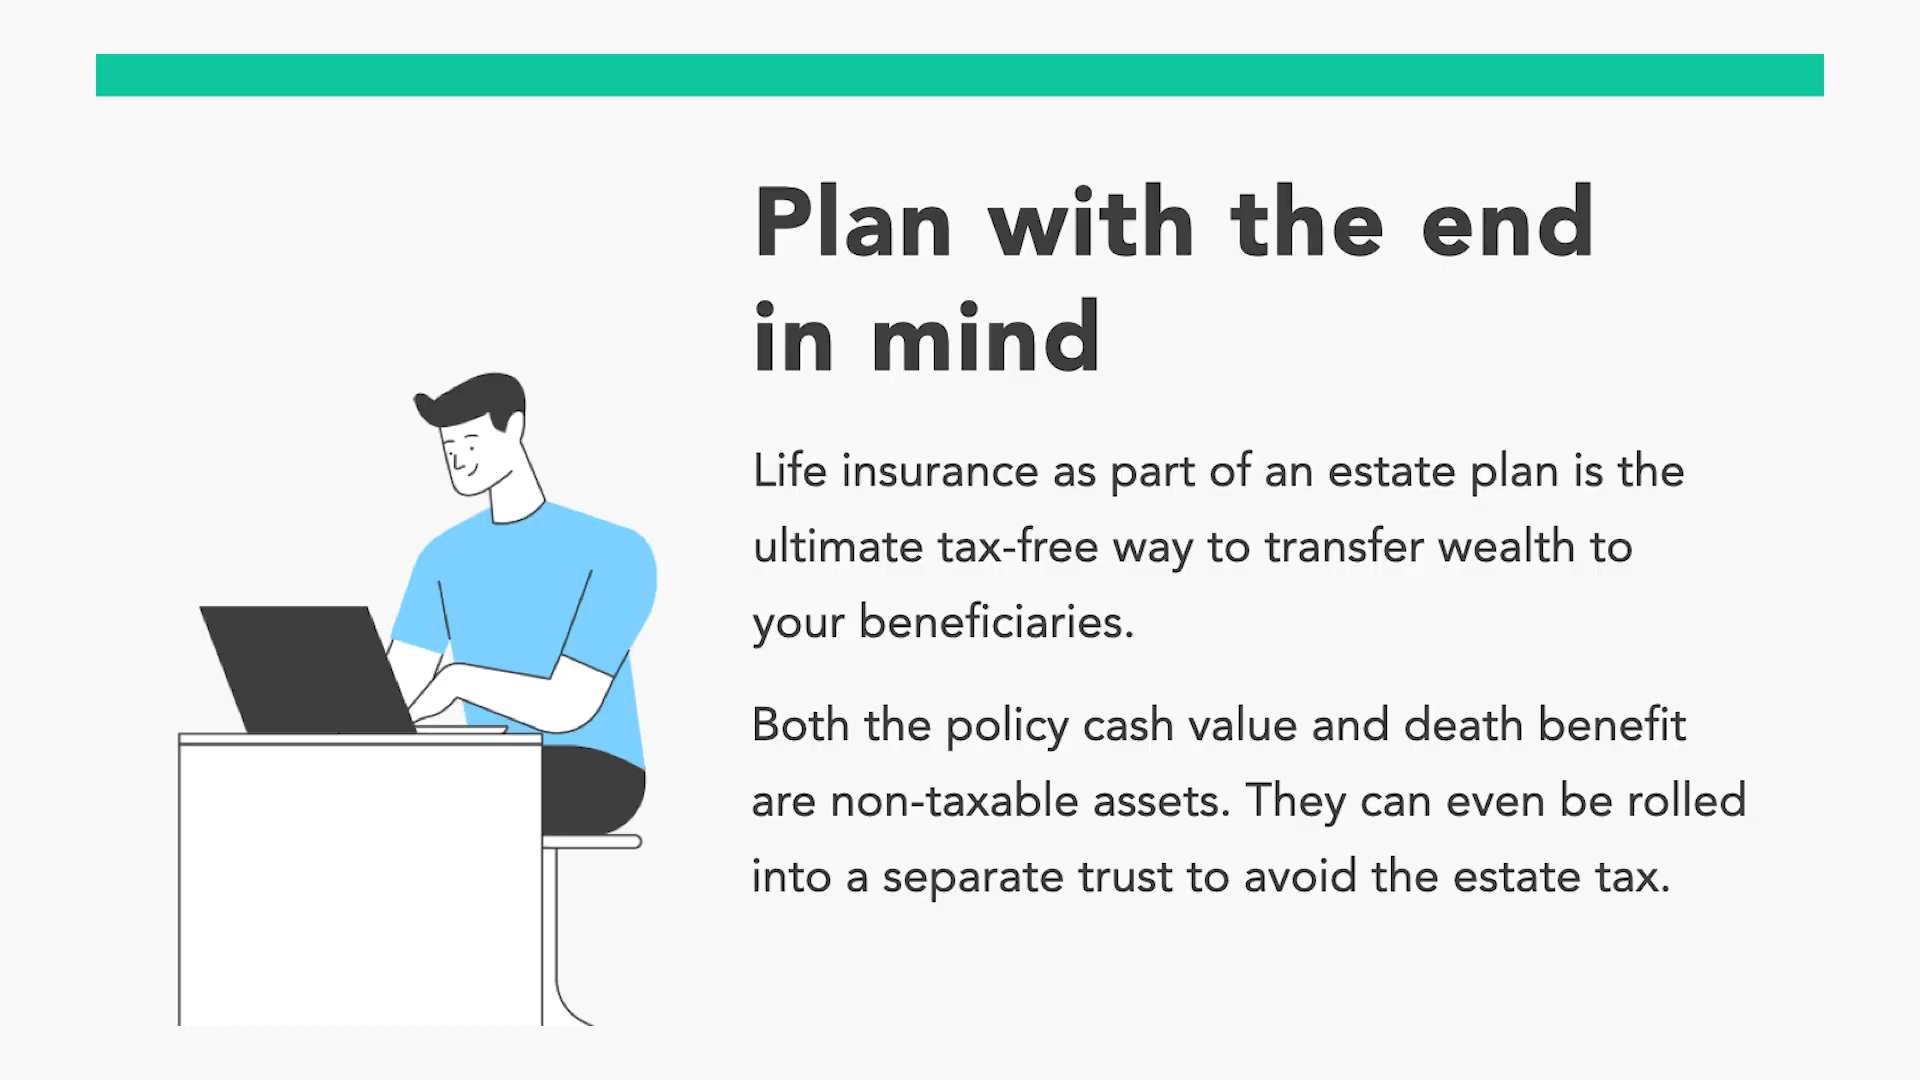 Plan with the end
in mind
Life insurance as part of an estate plan is the
ultimate tax-free way to transfer wealth to
your beneficiaries.
Both the policy cash value and death benefit
are non-taxable assets. They can even be rolled
into a separate trust to avoid the estate tax.